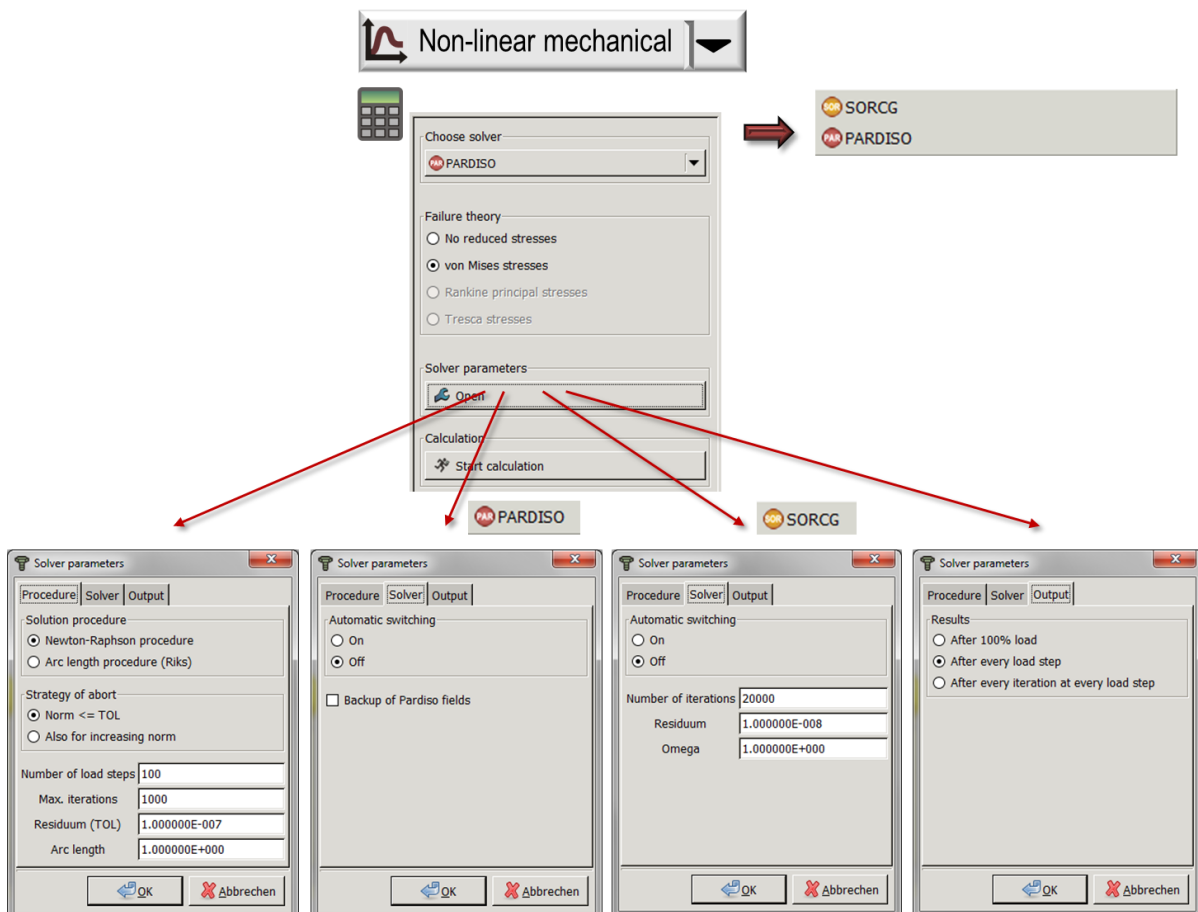 Non-linear mechanical
SOR SORCG
PAR PARDISO
Choose solver
PAR PARDISO
Failure theory
No reduced stresses
von Mises stresses
Rankine principal stresses
Tresca stresses
Solver parameters
Open
Calculation
Start calculation
PAR PARDISO
SOR SORCG
Solver parameters
Procedure Solver Output
Solution procedure
Newton-Raphson procedure
Arc length procedure (Riks)
Strategy of abort
Norm <= TOL
Also for increasing norm
Number of load steps 100
Max. iterations 1000
Residuum (TOL) 1.000000E-007
Arc length 1.000000E+000
OK Abbrechen
Solver parameters
Procedure Solver Output
Automatic switching
On
Off
Backup of Pardiso fields
OK Abbrechen
Solver parameters
Procedure Solver Output
Automatic switching
On
Off
Number of iterations 20000
Residuum 1.000000E-008
Omega 1.000000E+000
OK Abbrechen
Solver parameters
Procedure Solver Output
Results
After 100% load
After every load step
After every iteration at every load step
OK Abbrechen